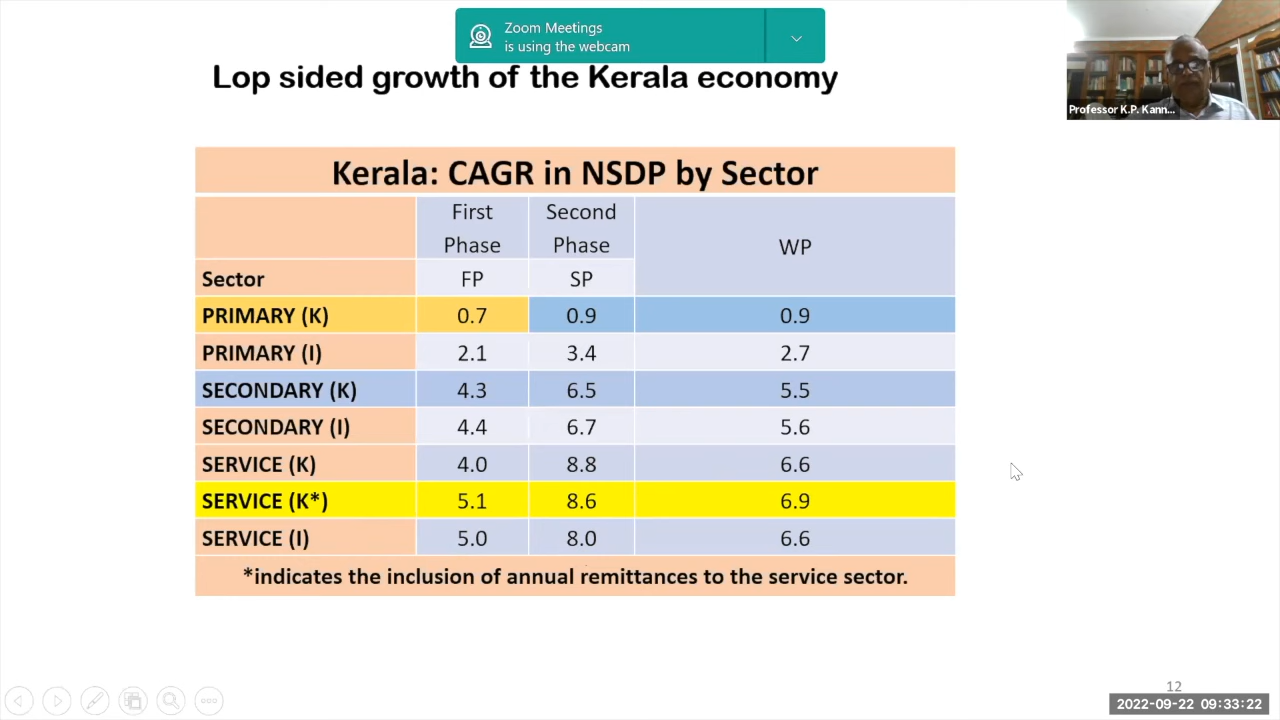 Zoom Meetings
is using the webcam
Lop sided growth of the Kerala economy
Professor K.P. Kann...
Kerala: CAGR in NSDP by Sector
First Phase Second Phase WP
Sector FP SP
PRIMARY (K) 0.7 0.9 0.9
PRIMARY (I) 2.1 3.4 2.7
SECONDARY (K) 4.3 6.5 5.5
SECONDARY (I) 4.4 6.7 5.6
SERVICE (K) 4.0 8.8 6.6
SERVICE (K*) 5.1 8.6 6.9
SERVICE (I) 5.0 8.0 6.6
*indicates the inclusion of annual remittances to the service sector.
12
2022-09-22 09:33:22